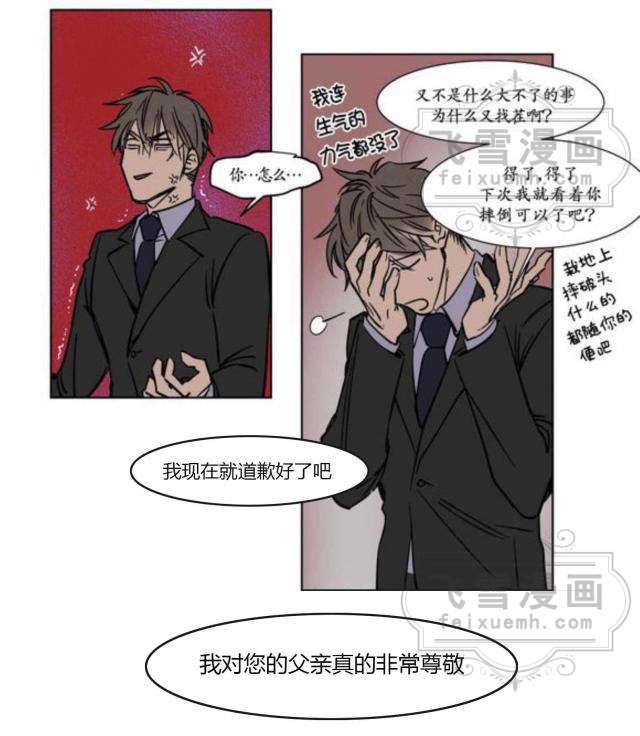 你…怎么…
我连
生气的
力气都没了
又不是什么大不了的事
为什么又找茬啊?
飞雪漫画
feixuemh.com
得了,得了
下次我就看着你
摔倒可以了吧?
栽地上
摔破头
什么的
都随你的
便吧
我现在就道歉好了吧
飞雪漫画
feixuemh.com
我对您的父亲真的非常尊敬